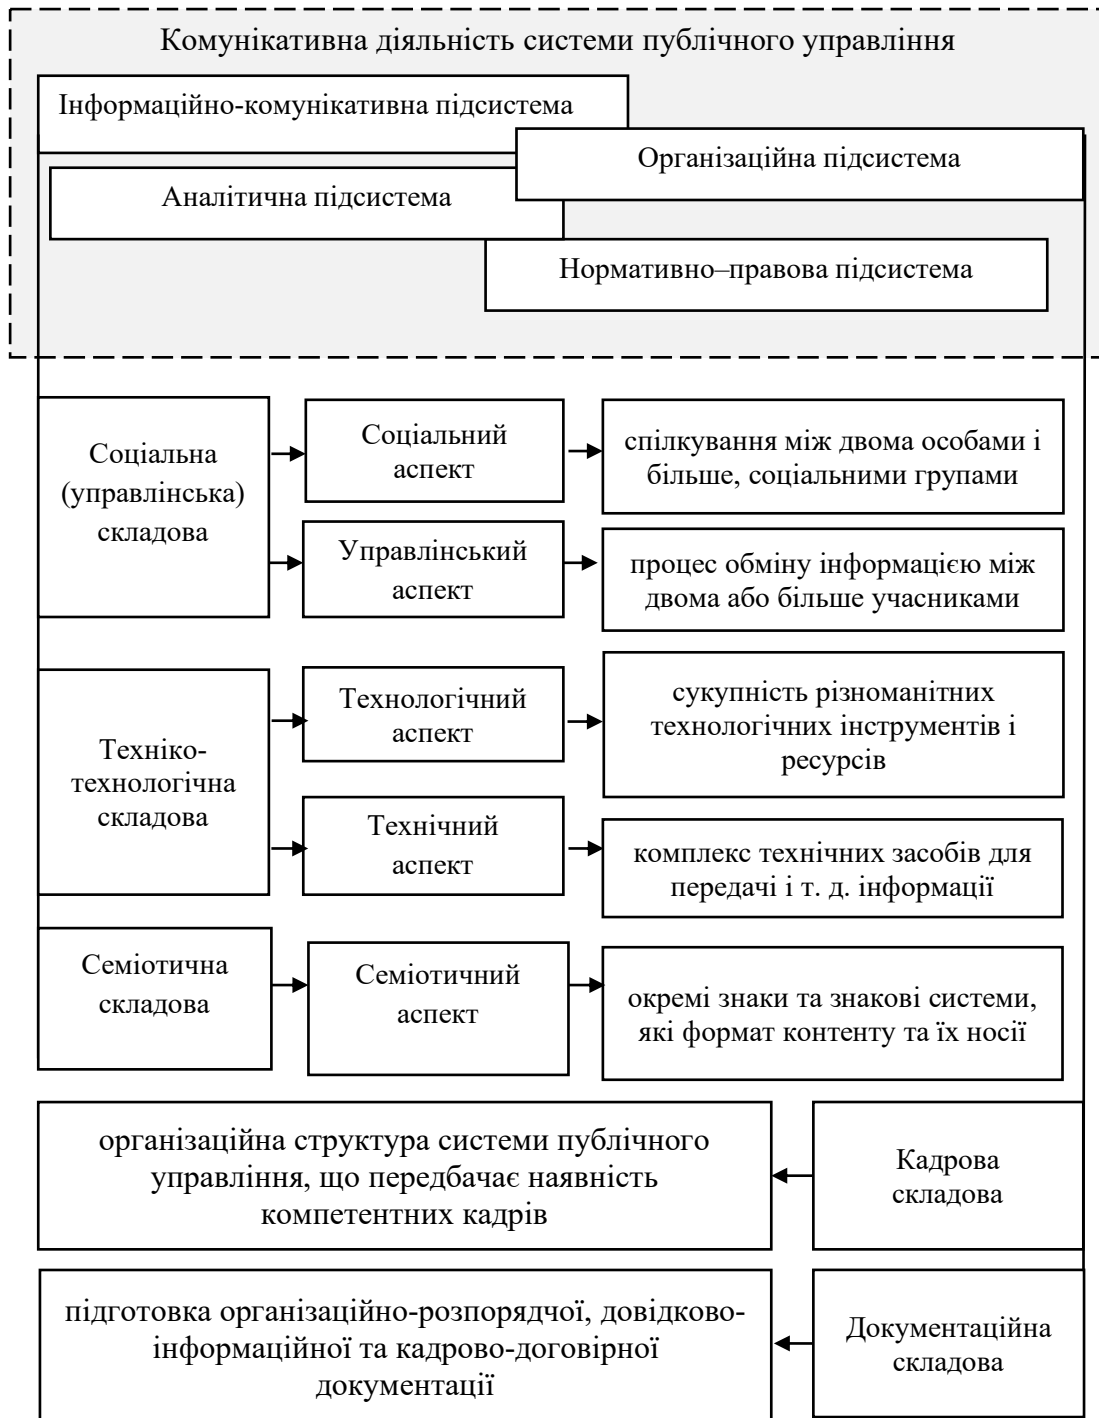 Комунікативна діяльність системи публічного управління
Інформаційно-комунікативна підсистема
Організаційна підсистема
Аналітична підсистема
Нормативно–правова підсистема
Соціальна
(управлінська)
складова
Соціальний
аспект
спілкування між двома особами і
більше, соціальними групами
Управлінський
аспект
процес обміну інформацією між
двома або більше учасниками
Техніко-
технологічна
складова
Технологічний
аспект
сукупність різноманітних
технологічних інструментів і
ресурсів
Технічний
аспект
комплекс технічних засобів для
передачі і т. д. інформації
Семіотична
складова
Семіотичний
аспект
окремі знаки та знакові системи,
які формат контенту та їх носії
організаційна структура системи публічного
управління, що передбачає наявність
компетентних кадрів
Кадрова
складова
підготовка організаційно-розпорядчої, довідково-
інформаційної та кадрово-договірної
документації
Документаційна
складова